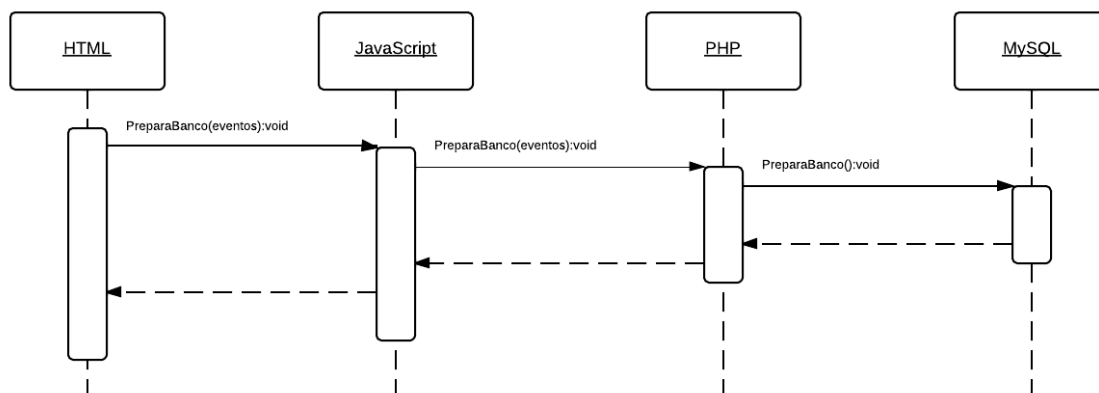 HTML
JavaScript
PHP
MySQL
PreparaBanco(eventos):void
PreparaBanco(eventos):void
PreparaBanco():void